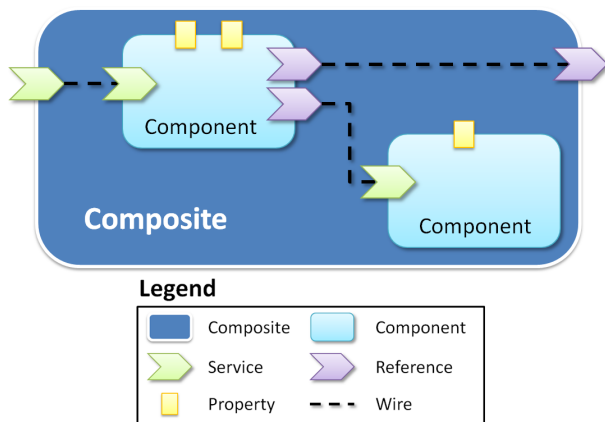 Component
Composite
Component
Legend
Composite
Component
Service
Reference
Property
Wire